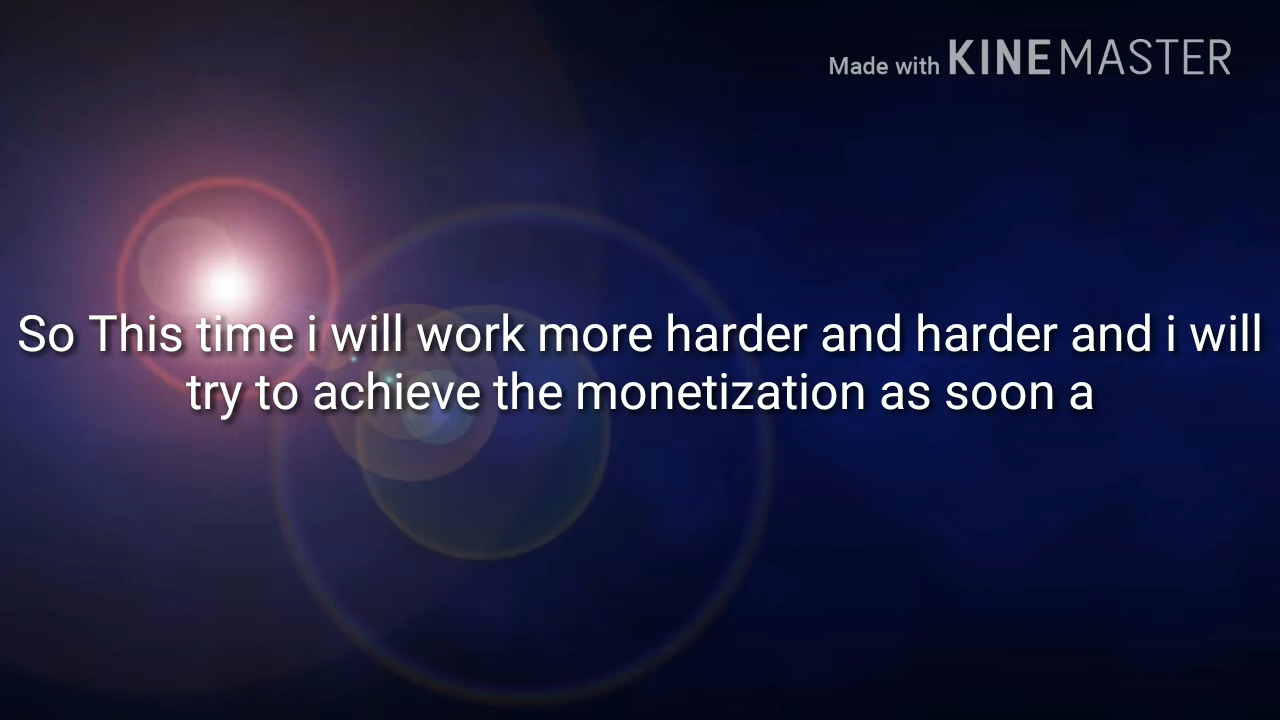 Made with KINEMASTER
So This time i will work more harder and harder and i will
try to achieve the monetization as soon a